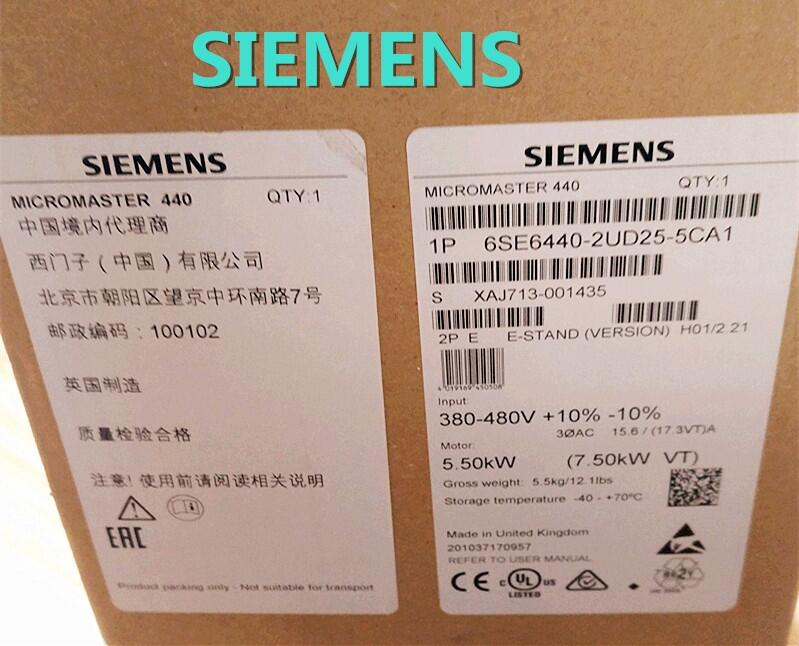 SIEMENS
SIEMENS
MICROMASTER 440 QTY:1
中国境内代理商
西门子（中国）有限公司
北京市朝阳区望京中环南路7号
邮政编码：100102
英国制造
质量检验合格
注意！使用前请阅读相关说明
EAC
Product packing only - Not suitable for transport
SIEMENS
MICROMASTER 440 QTY:1
1P 6SE6440-2UD25-5CA1
S XAJ713-001435
2P E E-STAND (VERSION) H01/2.21
4 019169 450508
Input:
380-480V +10% -10%
3ØAC 15.6 / (17.3VT)A
Motor:
5.50kW (7.50kW VT)
Gross weight: 5.5kg/12.1lbs
Storage temperature -40 - +70°C
Made in United Kingdom
201037170957
REFER TO USER MANUAL
CE C UL US
LISTED